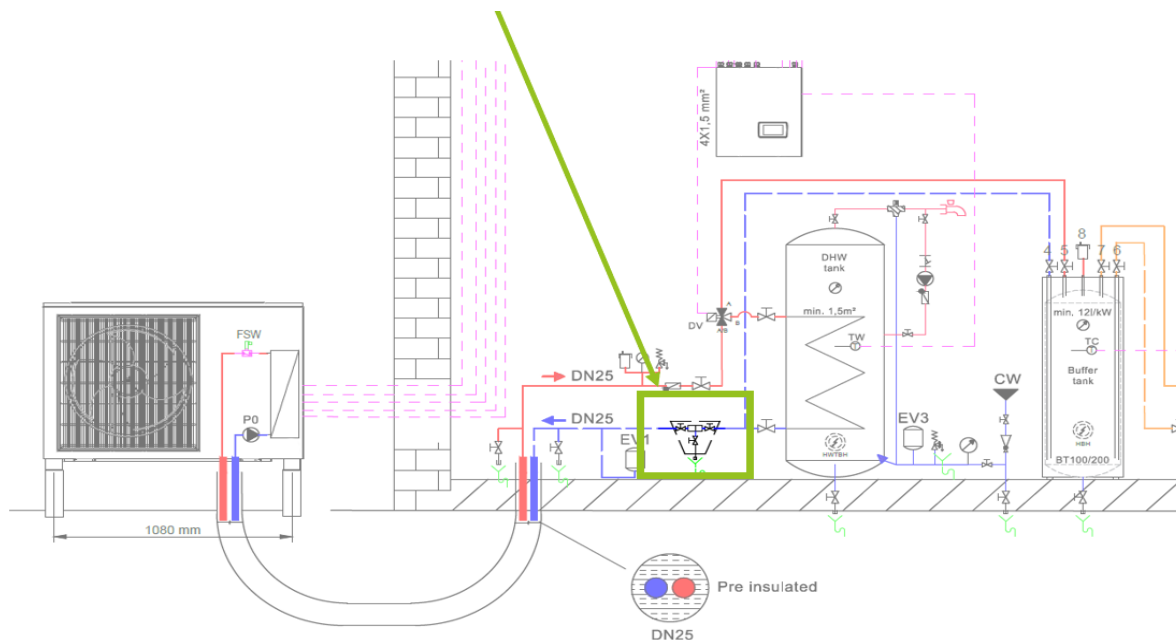 4X1,5 mm²
8
4 5 7 6
A
B
A/B
DV
DHW
tank
min. 1,5m²
TW
HWTBH
min. 12l/kW
TC
Buffer
tank
HBH
BT100/200
FSW
P0
DN25
DN25
EV1
EV3
CW
1080 mm
Pre insulated
DN25